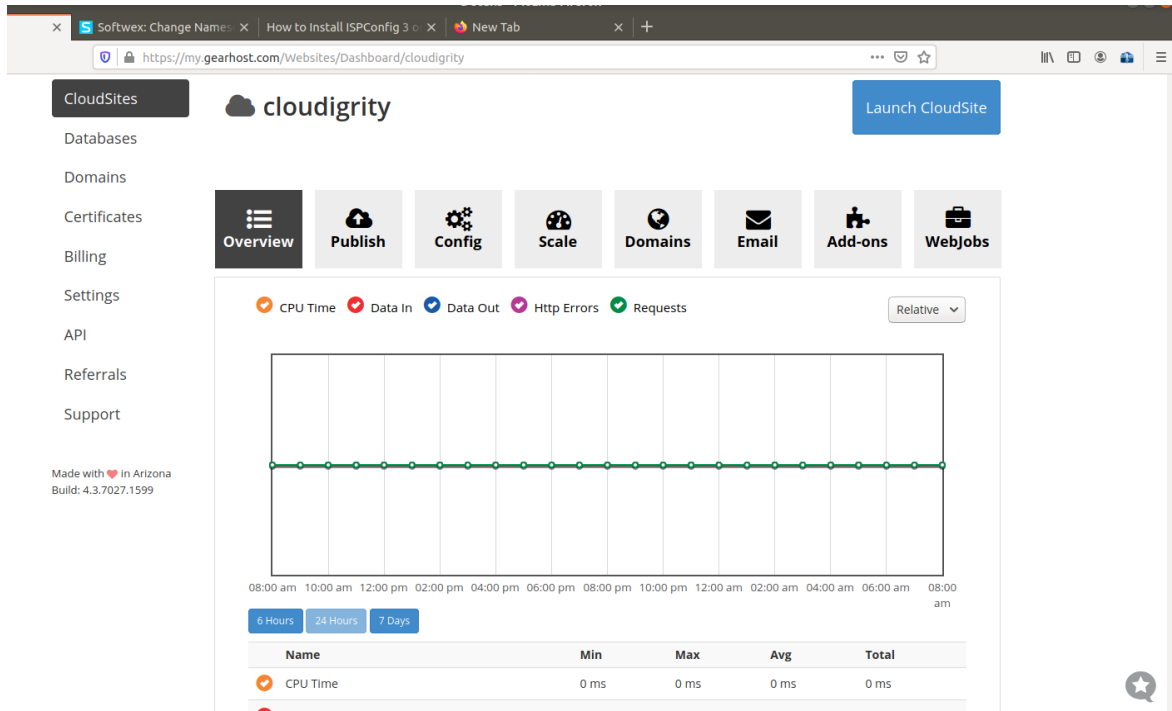 Softwex: Change Names
How to Install ISPConfig 3 o
New Tab
https://my.gearhost.com/Websites/Dashboard/cloudigrity
CloudSites
Databases
Domains
Certificates
Billing
Settings
API
Referrals
Support
Made with in Arizona
Build: 4.3.7027.1599
cloudigrity
Launch CloudSite
Overview
Publish
Config
Scale
Domains
Email
Add-ons
WebJobs
CPU Time Data In Data Out Http Errors Requests
Relative
08:00 am 10:00 am 12:00 pm 02:00 pm 04:00 pm 06:00 pm 08:00 pm 10:00 pm 12:00 am 02:00 am 04:00 am 06:00 am 08:00
am
6 Hours 24 Hours 7 Days
Name Min Max Avg Total
CPU Time 0 ms 0 ms 0 ms 0 ms